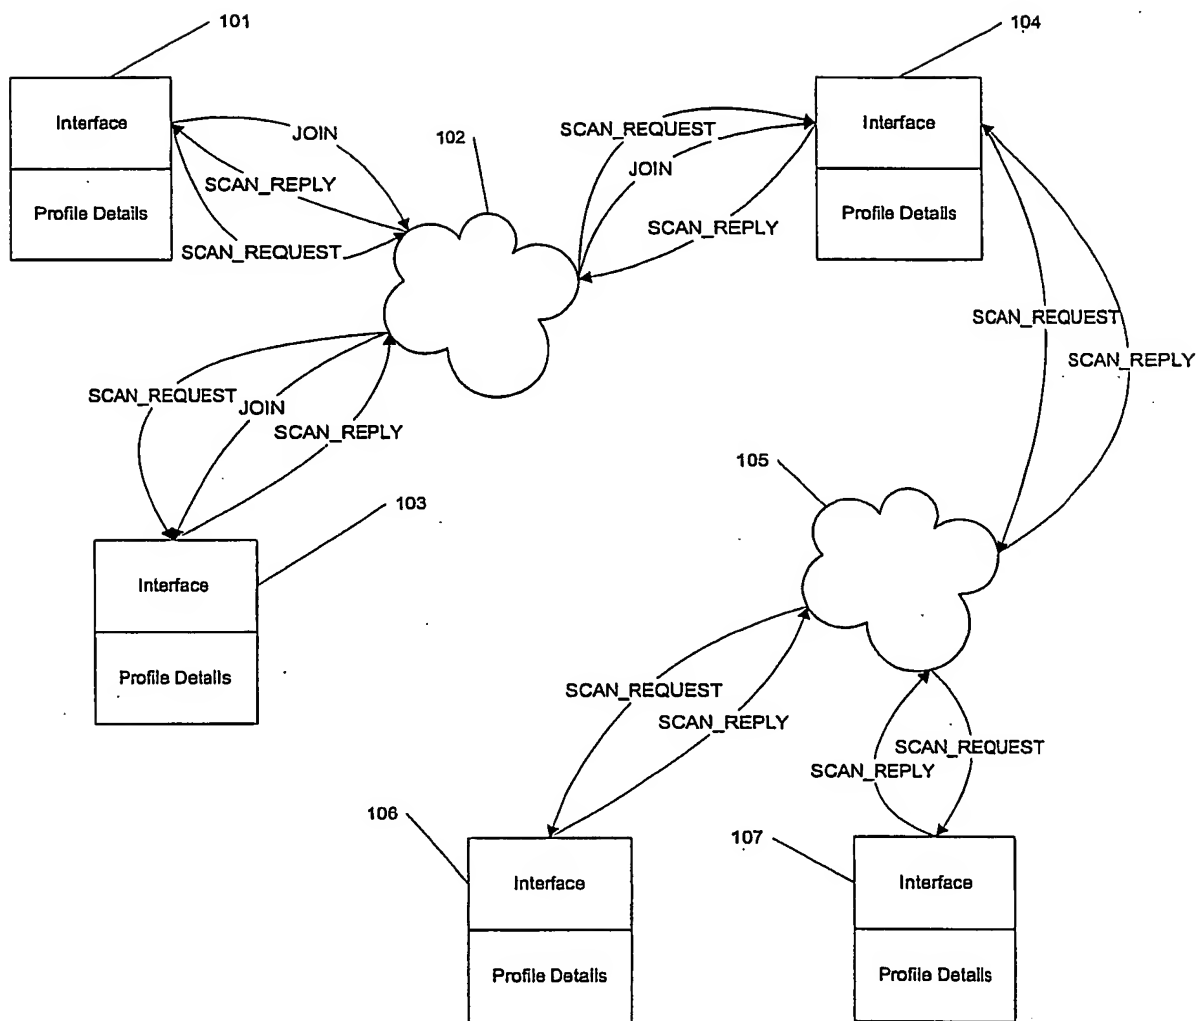 101
104
Interface
Profile Details
JOIN
SCAN_REPLY
SCAN_REQUEST
102
SCAN_REQUEST
JOIN
SCAN_REPLY
Interface
Profile Details
SCAN_REQUEST
SCAN_REPLY
SCAN_REQUEST
JOIN
SCAN_REPLY
103
Interface
Profile Details
105
SCAN_REQUEST
SCAN_REPLY
SCAN_REQUEST
SCAN_REPLY
106
Interface
Profile Details
107
Interface
Profile Details